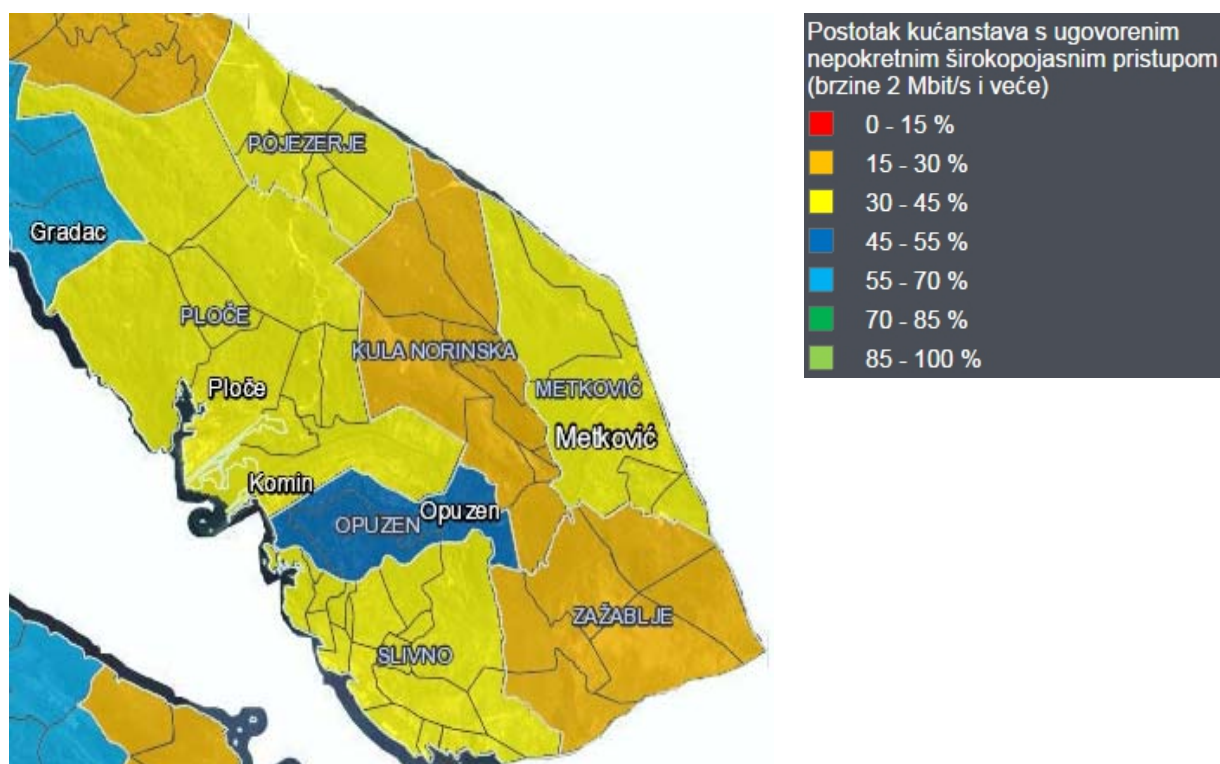 POJEZERJE
Gradac
PLOČE
KULA NORINSKA
Ploče
METKOVIĆ
Metković
Komin
OPUZEN
Opuzen
ZAŽABLJE
SLIVNO
Postotak kućanstava s ugovorenim
nepokretnim širokopojasnim pristupom
(brzine 2 Mbit/s i veće)
0 - 15 %
15 - 30 %
30 - 45 %
45 - 55 %
55 - 70 %
70 - 85 %
85 - 100 %